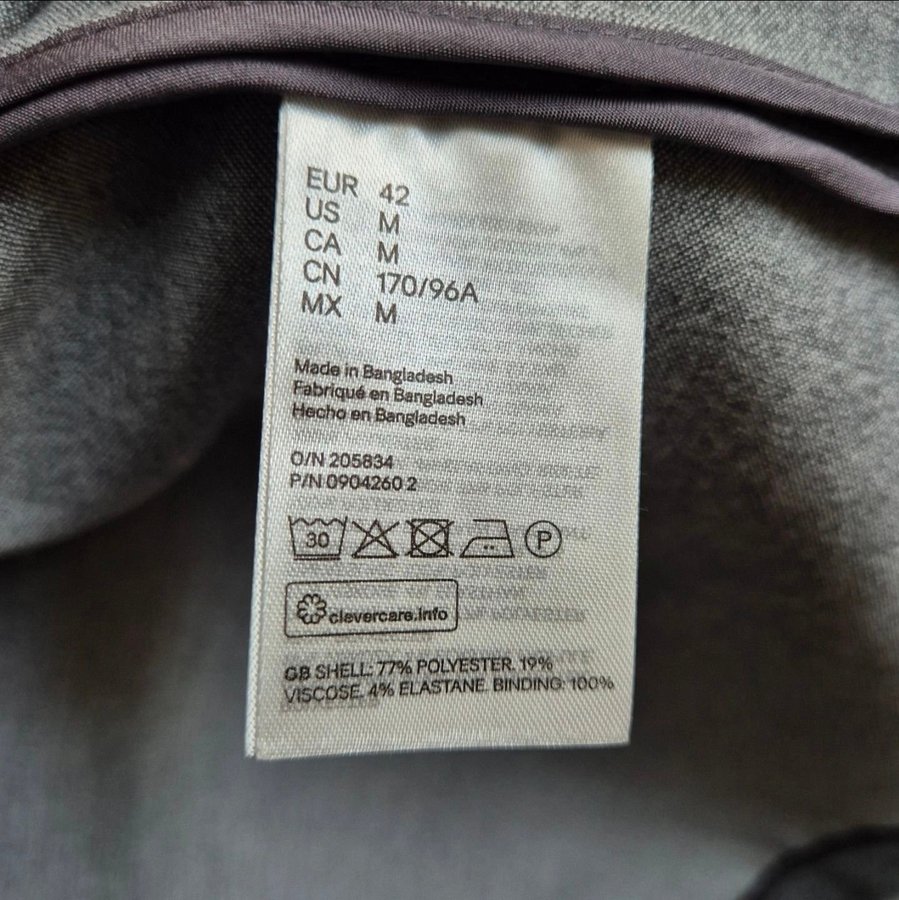 EUR 42
US M
CA M
CN 170/96A
MX M
Made in Bangladesh
Fabriqué en Bangladesh
Hecho en Bangladesh
O/N 205834
P/N 0904260 2
30
P
clevercare.info
GB SHELL: 77% POLYESTER. 19%
VISCOSE. 4% ELASTANE. BINDING: 100%